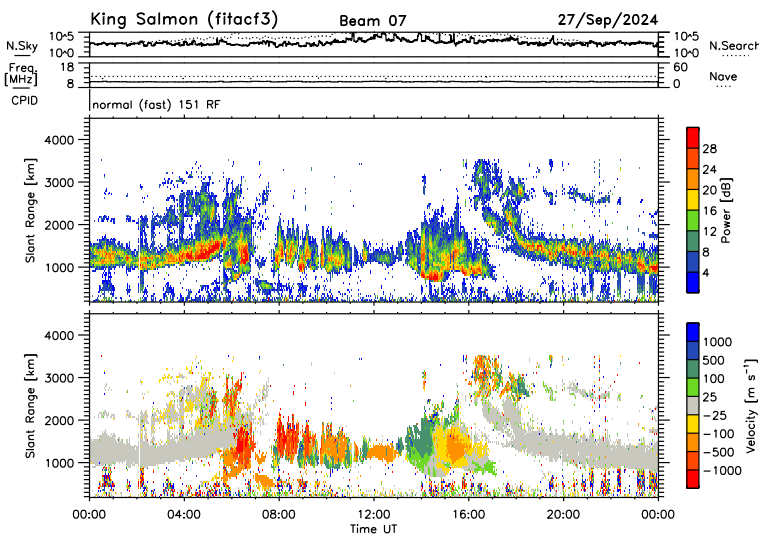 King Salmon (fitacf3) Beam 07 27/Sep/2024
N.Sky 10^5 10^0 10^5 10^0 N.Search
Freq. [MHz] 18 8 60 0 Nave
CPID normal (fast) 151 RF
Slant Range [km] 4000 3000 2000 1000
Power [dB] 28 24 20 16 12 8 4
Slant Range [km] 4000 3000 2000 1000
Velocity [m s⁻¹] 1000 500 100 25 −25 −100 −500 −1000
00:00 04:00 08:00 12:00 16:00 20:00 00:00
Time UT